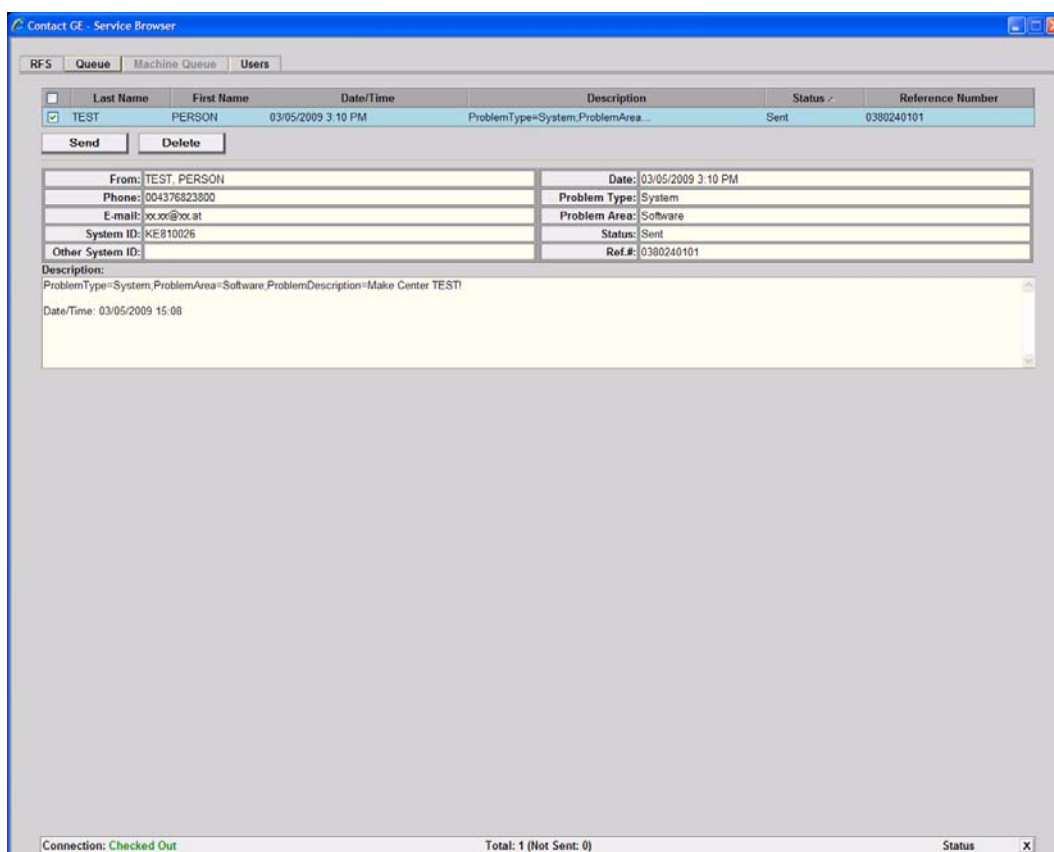 Contact GE - Service Browser
RFS Queue Machine Queue Users
Last Name First Name Date/Time Description Status Reference Number
TEST PERSON 03/05/2009 3:10 PM ProblemType=System;ProblemArea... Sent 0380240101
Send Delete
From: TEST, PERSON Date: 03/05/2009 3:10 PM
Phone: 004376823800 Problem Type: System
E-mail: xx.xx@xx.at Problem Area: Software
System ID: KE810026 Status: Sent
Other System ID: Ref.#: 0380240101
Description:
ProblemType=System;ProblemArea=Software;ProblemDescription=Make Center TEST!
Date/Time: 03/05/2009 15:08
Connection: Checked Out Total: 1 (Not Sent: 0) Status X